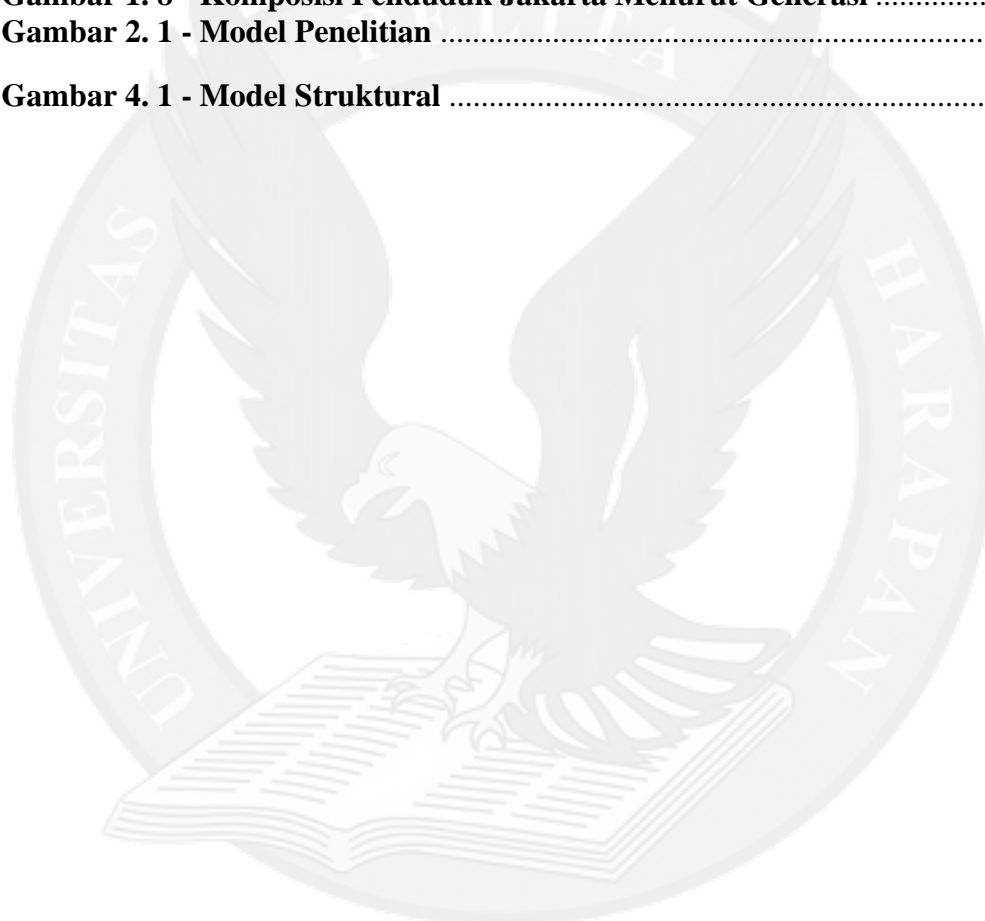 Gambar 1. 8 - Komposisi Penduduk Jakarta Menurut Generasi ..............
Gambar 2. 1 - Model Penelitian ....................................................................
Gambar 4. 1 - Model Struktural ...................................................................
UNIVERSITAS PELITA HARAPAN